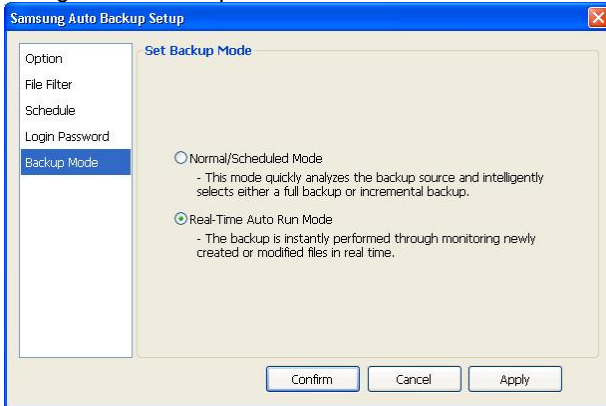 Samsung Auto Backup Setup
Option
File Filter
Schedule
Login Password
Backup Mode
Set Backup Mode
Normal/Scheduled Mode
- This mode quickly analyzes the backup source and intelligently
selects either a full backup or incremental backup.
Real-Time Auto Run Mode
- The backup is instantly performed through monitoring newly
created or modified files in real time.
Confirm
Cancel
Apply